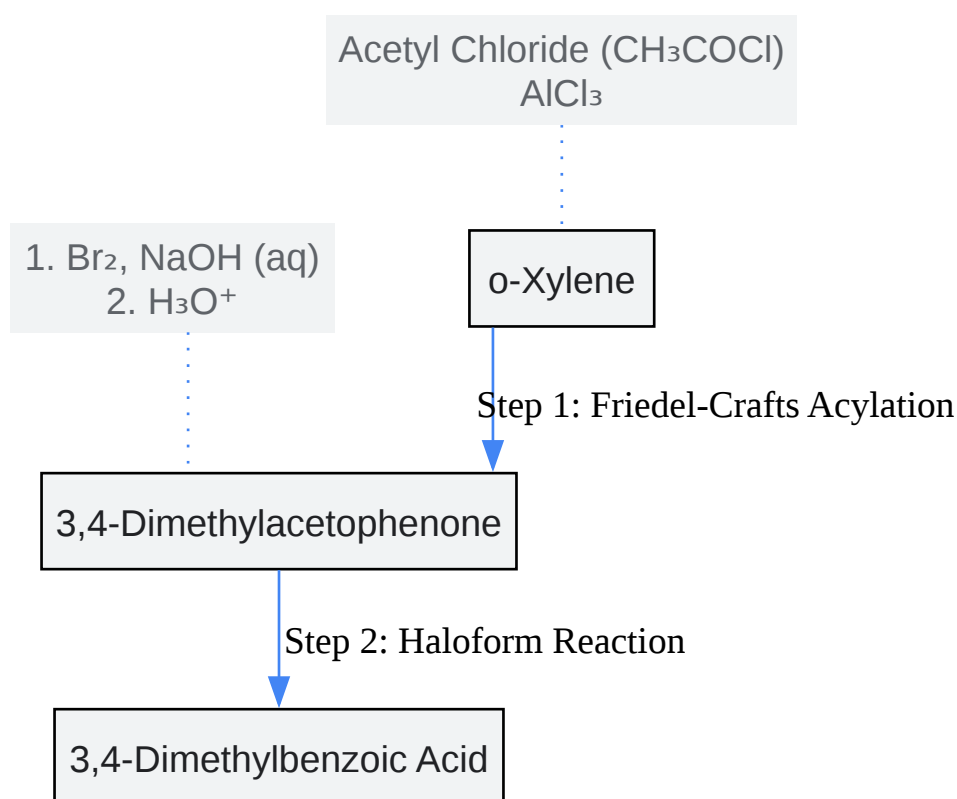 Acetyl Chloride (CH₃COCl)
AlCl₃
1. Br₂, NaOH (aq)
2. H₃O⁺
o-Xylene
Step 1: Friedel-Crafts Acylation
3,4-Dimethylacetophenone
Step 2: Haloform Reaction
3,4-Dimethylbenzoic Acid